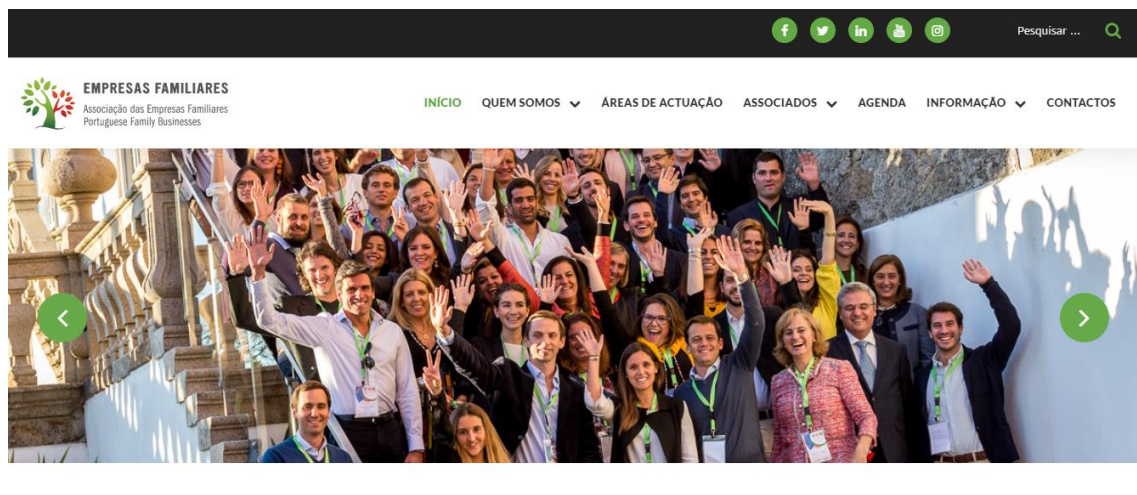 Pesquisar ...
EMPRESAS FAMILIARES
Associação das Empresas Familiares
Portuguese Family Businesses
INÍCIO QUEM SOMOS ÁREAS DE ACTUAÇÃO ASSOCIADOS AGENDA INFORMAÇÃO CONTACTOS